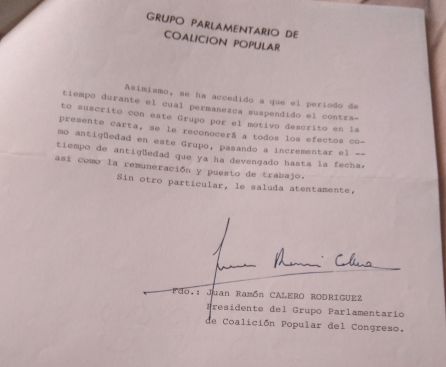 GRUPO PARLAMENTARIO DE
COALICION POPULAR
Asimismo, se ha accedido a que el periodo de
tiempo durante el cual permanezca suspendido el contra-
to suscrito con este Grupo por el motivo descrito en la
presente carta, se le reconocerá a todos los efectos co-
mo antigüedad en este Grupo, pasando a incrementar el --
tiempo de antigüedad que ya ha devengado hasta la fecha,
asi como la remuneración y puesto de trabajo.
Sin otro particular, le saluda atentamente,
Fdo.: Juan Ramón CALERO RODRIGUEZ
Presidente del Grupo Parlamentario
de Coalición Popular del Congreso.